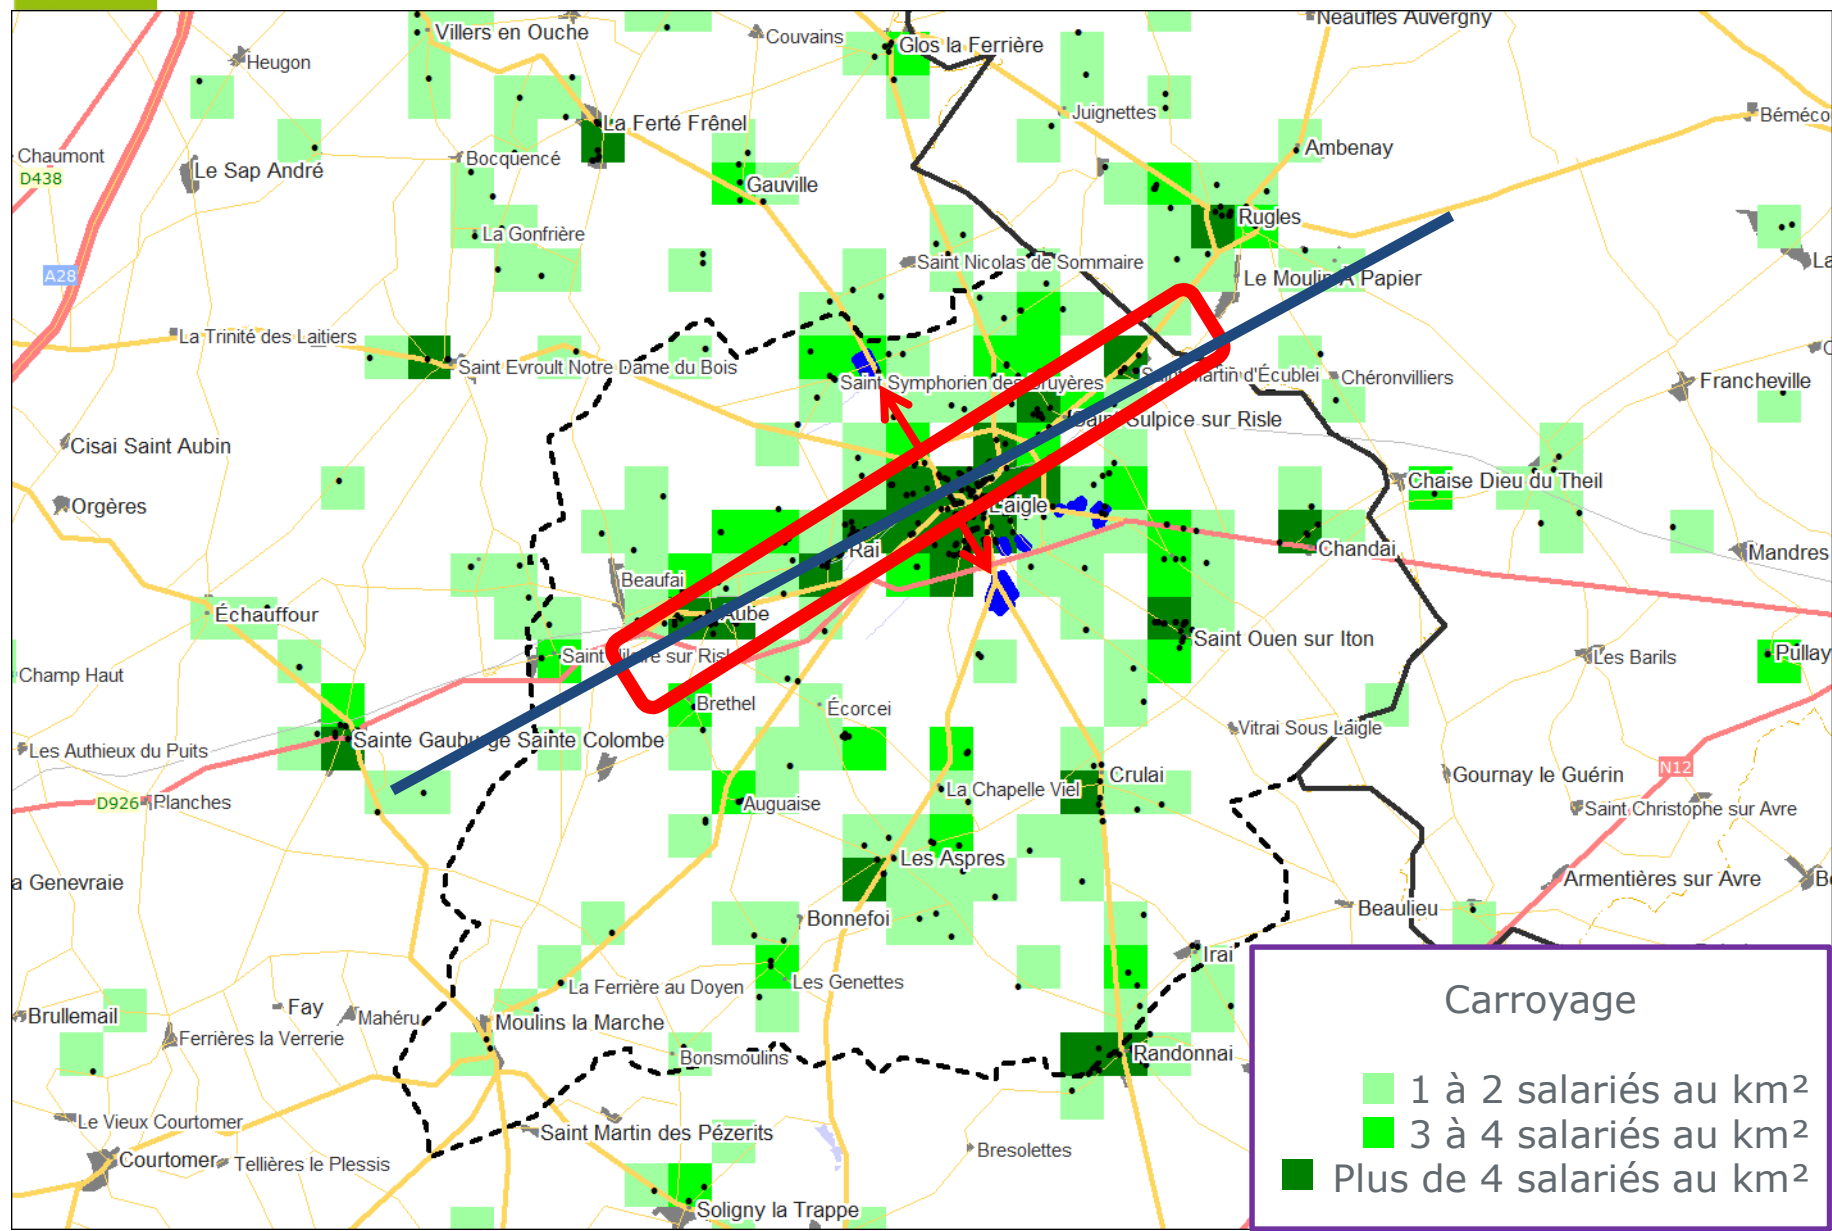 Neaufles Auvergny
Villers en Ouche
Couvains
Glos la Ferrière
Heugon
Juignettes
Béméco
La Ferté Frênel
Ambenay
Chaumont
D438
Bocquencé
Le Sap André
Gauville
Rugles
La Gonfrière
Saint Nicolas de Sommaire
La
A28
Le Moulin À Papier
La Trinité des Laitiers
Saint Evroult Notre Dame du Bois
Saint Symphorien des Bruyères
Saint Martin d'Écublei
Chéronvilliers
Francheville
Saint Sulpice sur Risle
Cisai Saint Aubin
Chaise Dieu du Theil
Orgères
L'aigle
Rai
Chandai
Mandres
Beaufai
Échauffour
Aube
Saint Ouen sur Iton
Saint Hilaire sur Risle
Les Barils
Pullay
Champ Haut
Brethel
Écorcei
Vitrai Sous L'aigle
Les Authieux du Puits
Sainte Gauburge Sainte Colombe
N12
Crulai
Gournay le Guérin
D926
Planches
Auguaise
La Chapelle Viel
Saint Christophe sur Avre
Les Aspres
a Genevraie
Armentières sur Avre
Be
Beaulieu
Bonnefoi
Irai
La Ferrière au Doyen
Les Genettes
Brullemail
Fay
Mahéru
Moulins la Marche
Ferrières la Verrerie
Bonsmoulins
Randonnai
Le Vieux Courtomer
Saint Martin des Pézerits
Bresolettes
Courtomer
Tellières le Plessis
Soligny la Trappe
Carroyage
1 à 2 salariés au km²
3 à 4 salariés au km²
Plus de 4 salariés au km²